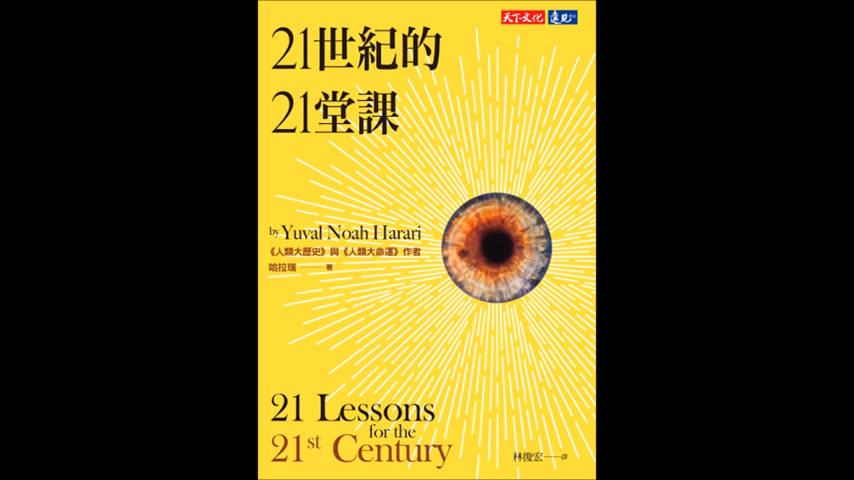 天下文化 遠見
21世紀的
21堂課
by Yuval Noah Harari
《人類大歷史》與《人類大命運》作者
哈拉瑞──著
21 Lessons
for the
21st Century
林俊宏──譯